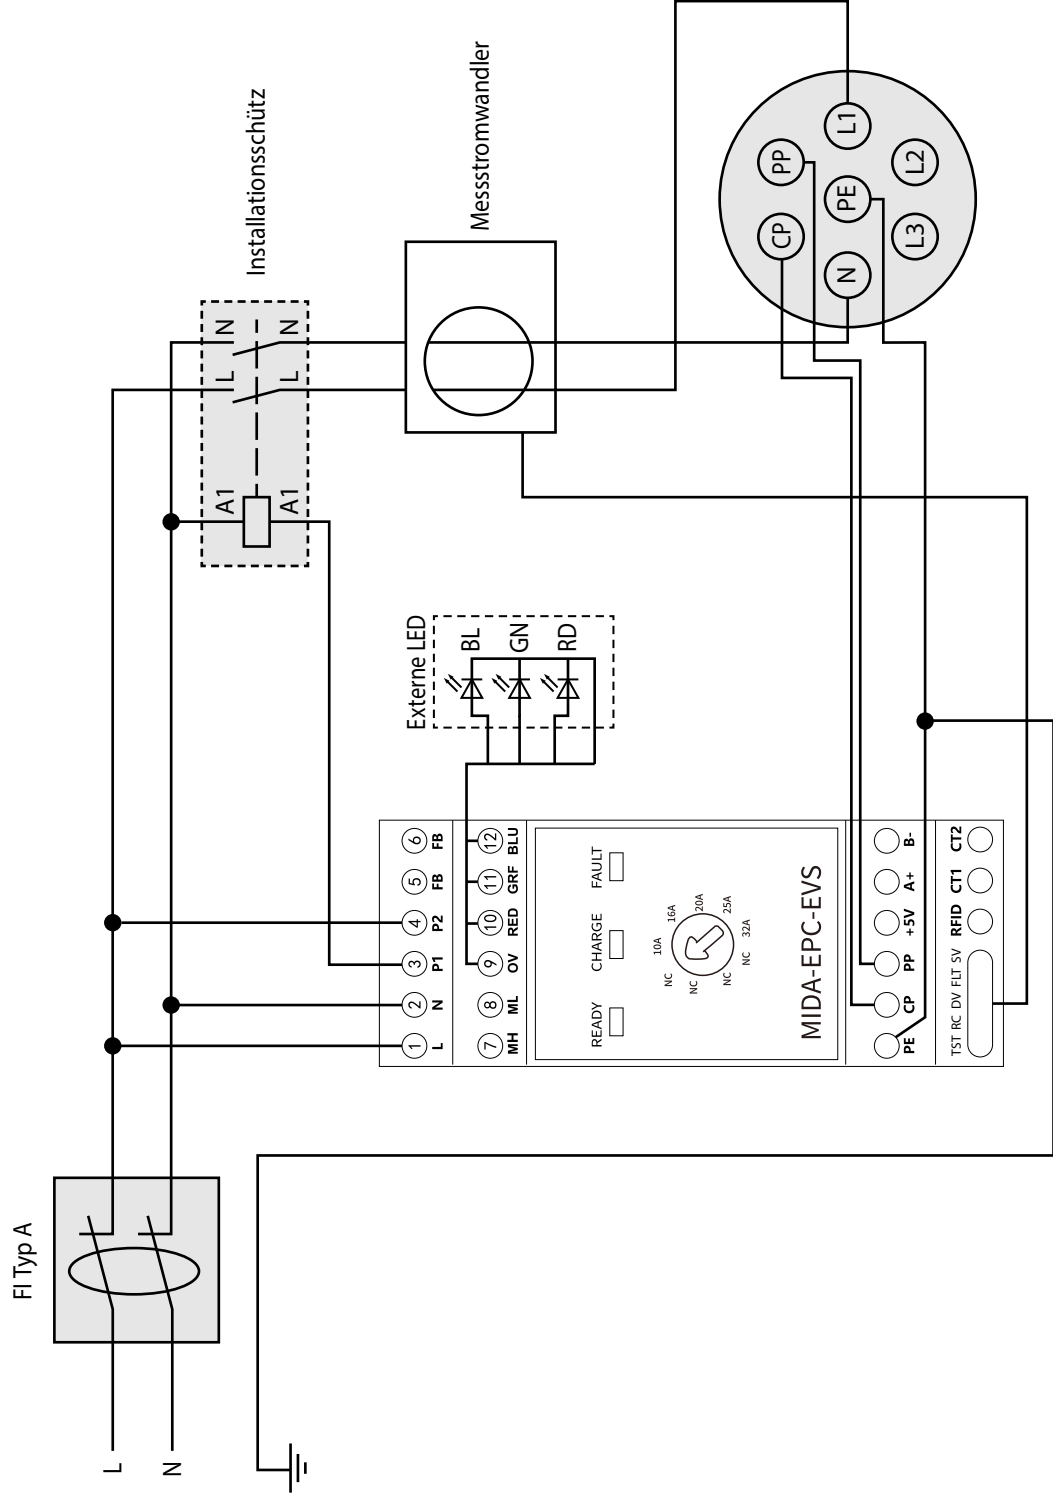 FI Typ A
L
N
Installationsschütz
A1
L
N
A1
L
N
Messstromwandler
Externe LED
BL
GN
RD
1 2 3 4 5 6
L N P1 P2 FB FB
7 8 9 10 11 12
MH ML OV RED GRF BLU
READY CHARGE FAULT
NC NC 10A 16A 20A 25A 32A NC NC
MIDA-EPC-EVS
PE CP PP +5V A+ B-
TST RC DV FLT SV RFID CT1 CT2
CP PP
N PE L1
L3 L2